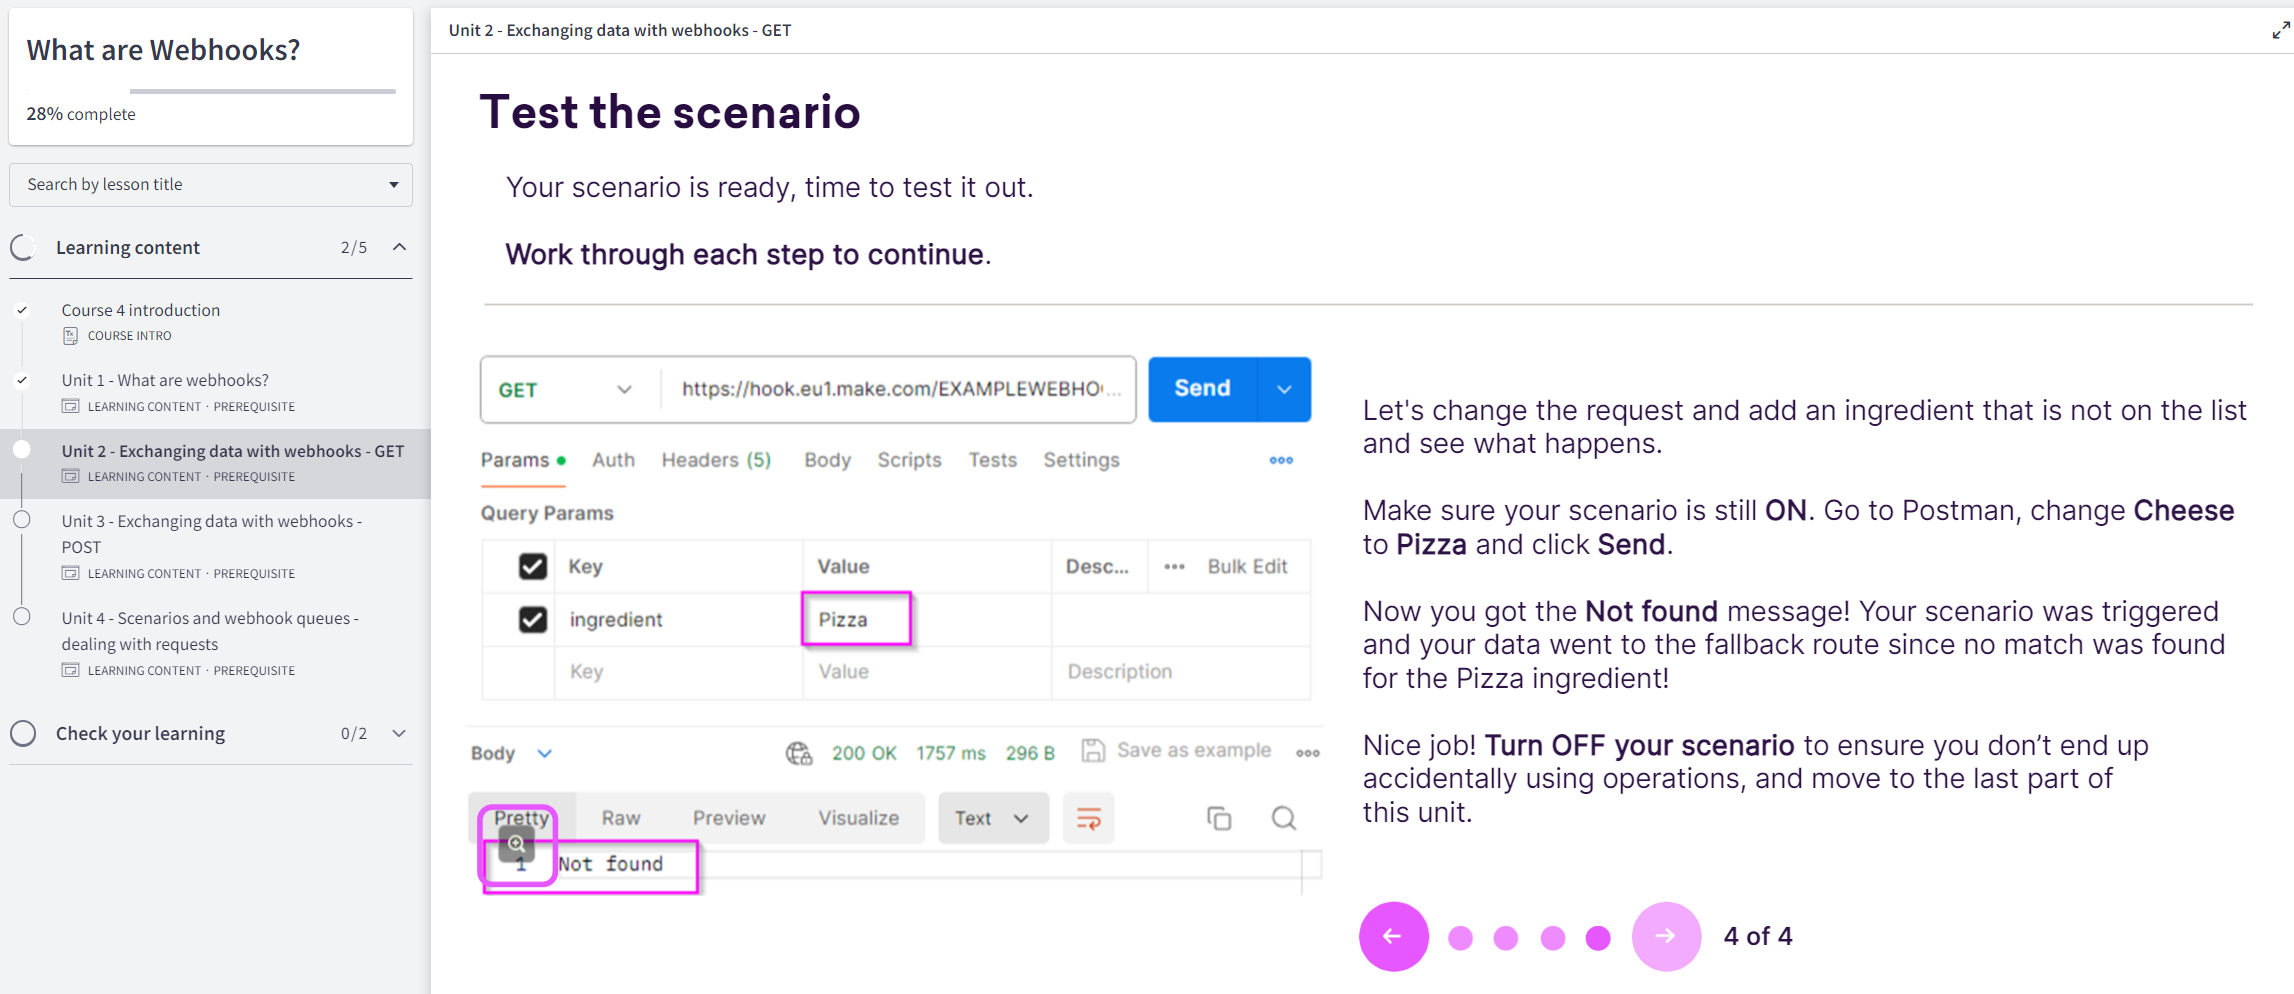 What are Webhooks?
28% complete
Search by lesson title
Learning content 2/5
Course 4 introduction
COURSE INTRO
Unit 1 - What are webhooks?
LEARNING CONTENT · PREREQUISITE
Unit 2 - Exchanging data with webhooks - GET
LEARNING CONTENT · PREREQUISITE
Unit 3 - Exchanging data with webhooks -
POST
LEARNING CONTENT · PREREQUISITE
Unit 4 - Scenarios and webhook queues -
dealing with requests
LEARNING CONTENT · PREREQUISITE
Check your learning 0/2
Unit 2 - Exchanging data with webhooks - GET
Test the scenario
Your scenario is ready, time to test it out.
Work through each step to continue.
GET https://hook.eu1.make.com/EXAMPLEWEBHO... Send
Params Auth Headers (5) Body Scripts Tests Settings
Query Params
Key Value Desc... Bulk Edit
ingredient Pizza
Key Value Description
Body 200 OK 1757 ms 296 B Save as example
Pretty Raw Preview Visualize Text
1 Not found
Let's change the request and add an ingredient that is not on the list
and see what happens.
Make sure your scenario is still ON. Go to Postman, change Cheese
to Pizza and click Send.
Now you got the Not found message! Your scenario was triggered
and your data went to the fallback route since no match was found
for the Pizza ingredient!
Nice job! Turn OFF your scenario to ensure you don’t end up
accidentally using operations, and move to the last part of
this unit.
4 of 4